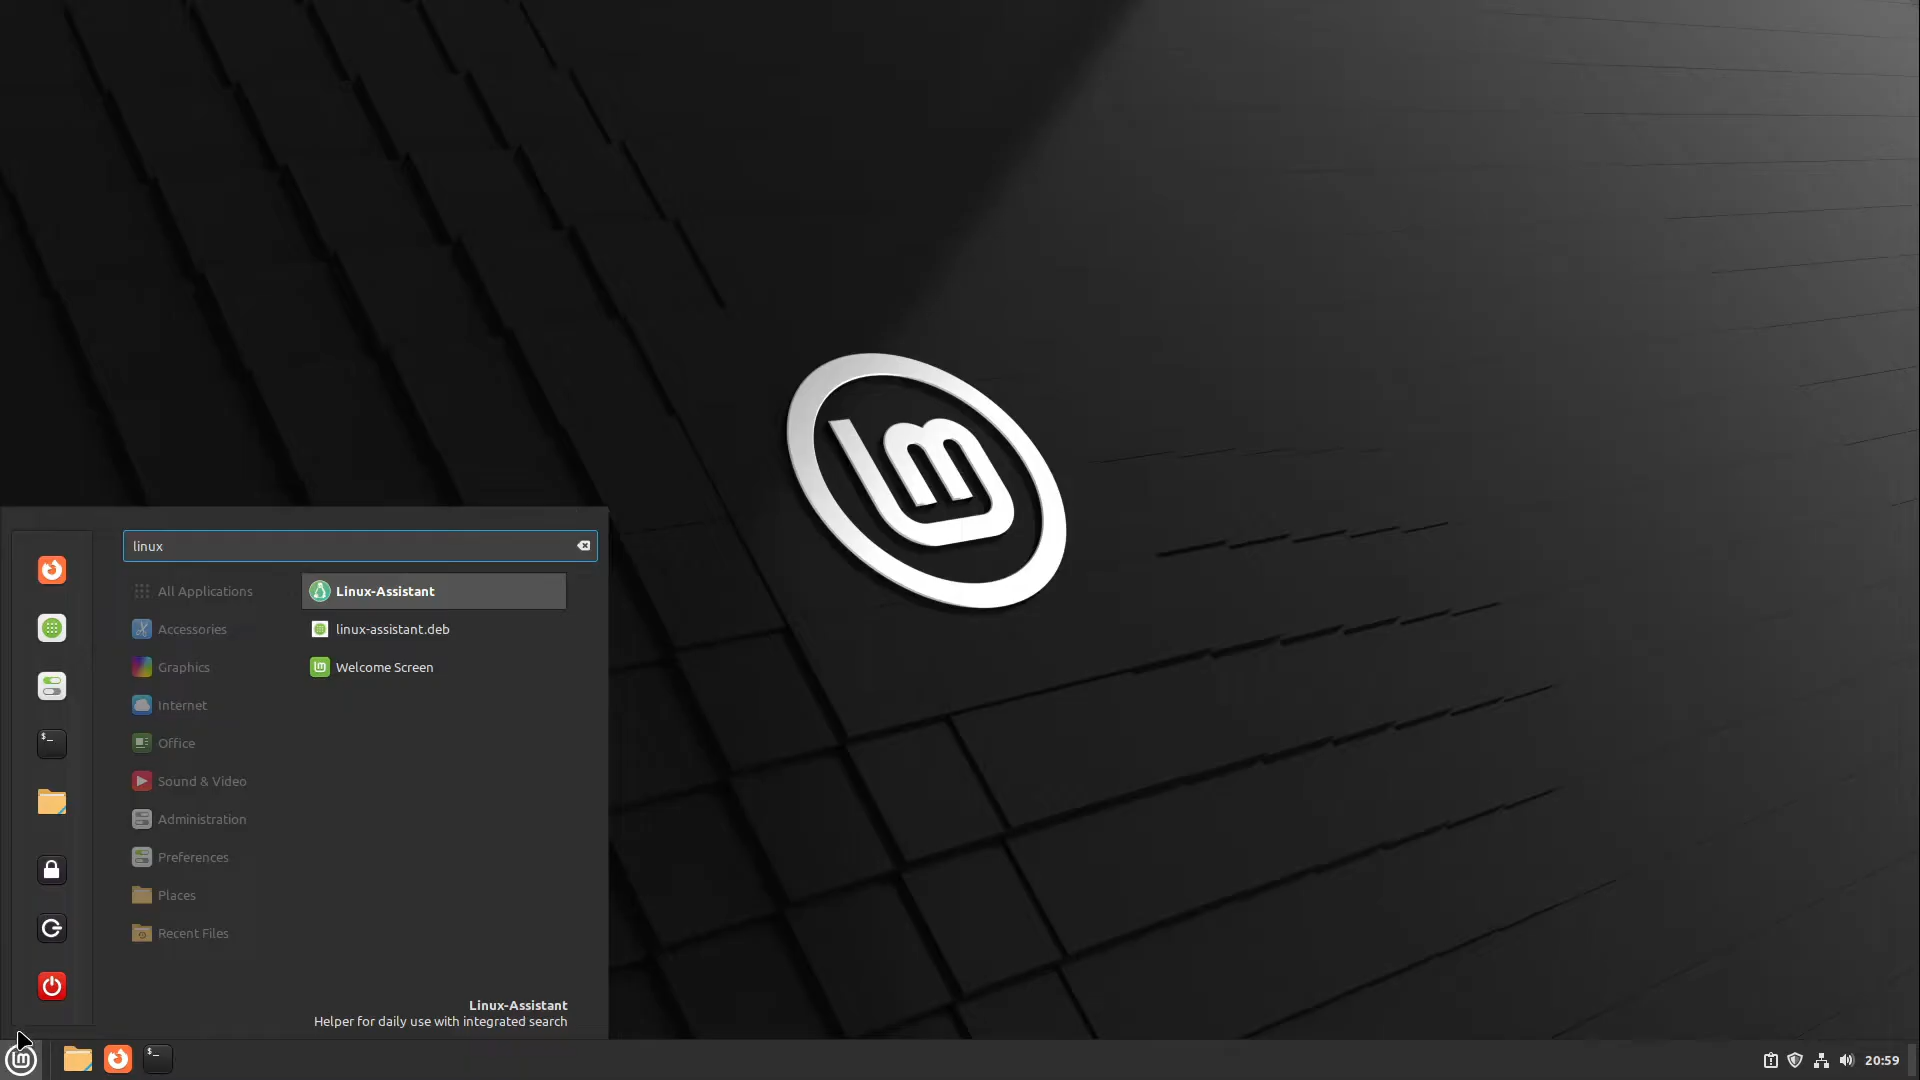 linux
All Applications
Accessories
Graphics
Internet
Office
Sound & Video
Administration
Preferences
Places
Recent Files
Linux-Assistant
linux-assistant.deb
Welcome Screen
Linux-Assistant
Helper for daily use with integrated search
20:59